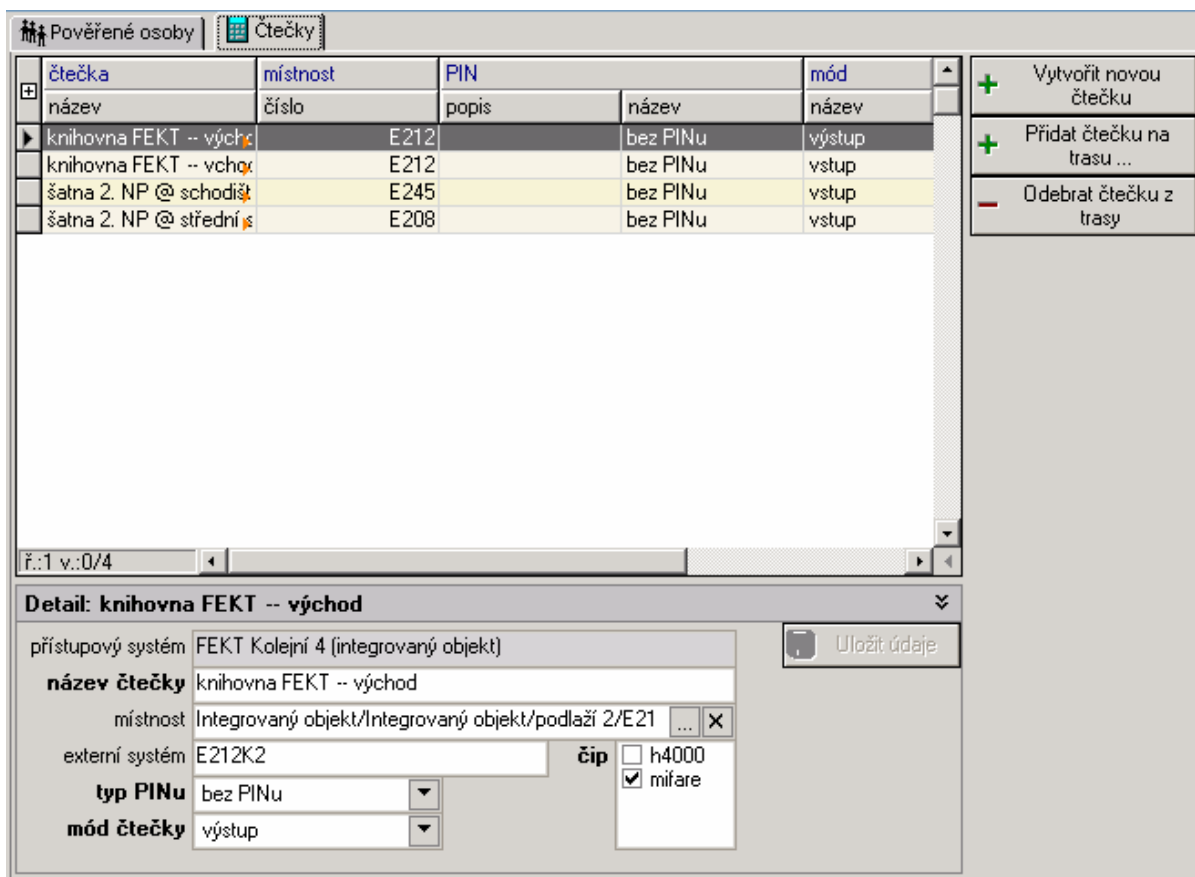 Pověřené osoby Čtečky
čtečka místnost PIN mód
název číslo popis název název
knihovna FEKT -- výcho E212 bez PINu výstup
knihovna FEKT -- vchod E212 bez PINu vstup
šatna 2. NP @ schodišt E245 bez PINu vstup
šatna 2. NP @ střední s E208 bez PINu vstup
Vytvořit novou
čtečku
Přidat čtečku na
trasu ...
Odebrat čtečku z
trasy
ř.:1 v.:0/4
Detail: knihovna FEKT -- východ
přístupový systém FEKT Kolejní 4 (integrovaný objekt)
Uložit údaje
název čtečky knihovna FEKT -- východ
místnost Integrovaný objekt/Integrovaný objekt/podlaží 2/E21 ...
externí systém E212K2 čip h4000
mifare
typ PINu bez PINu
mód čtečky výstup